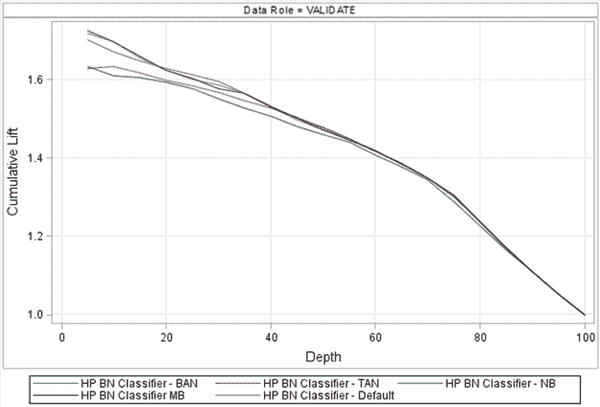 Data Role = VALIDATE
1.6
1.4
1.2
1.0
Cumulative Lift
0 20 40 60 80 100
Depth
HP BN Classifier - BAN HP BN Classifier - TAN HP BN Classifier - NB
HP BN Classifier MB HP BN Classifier - Default